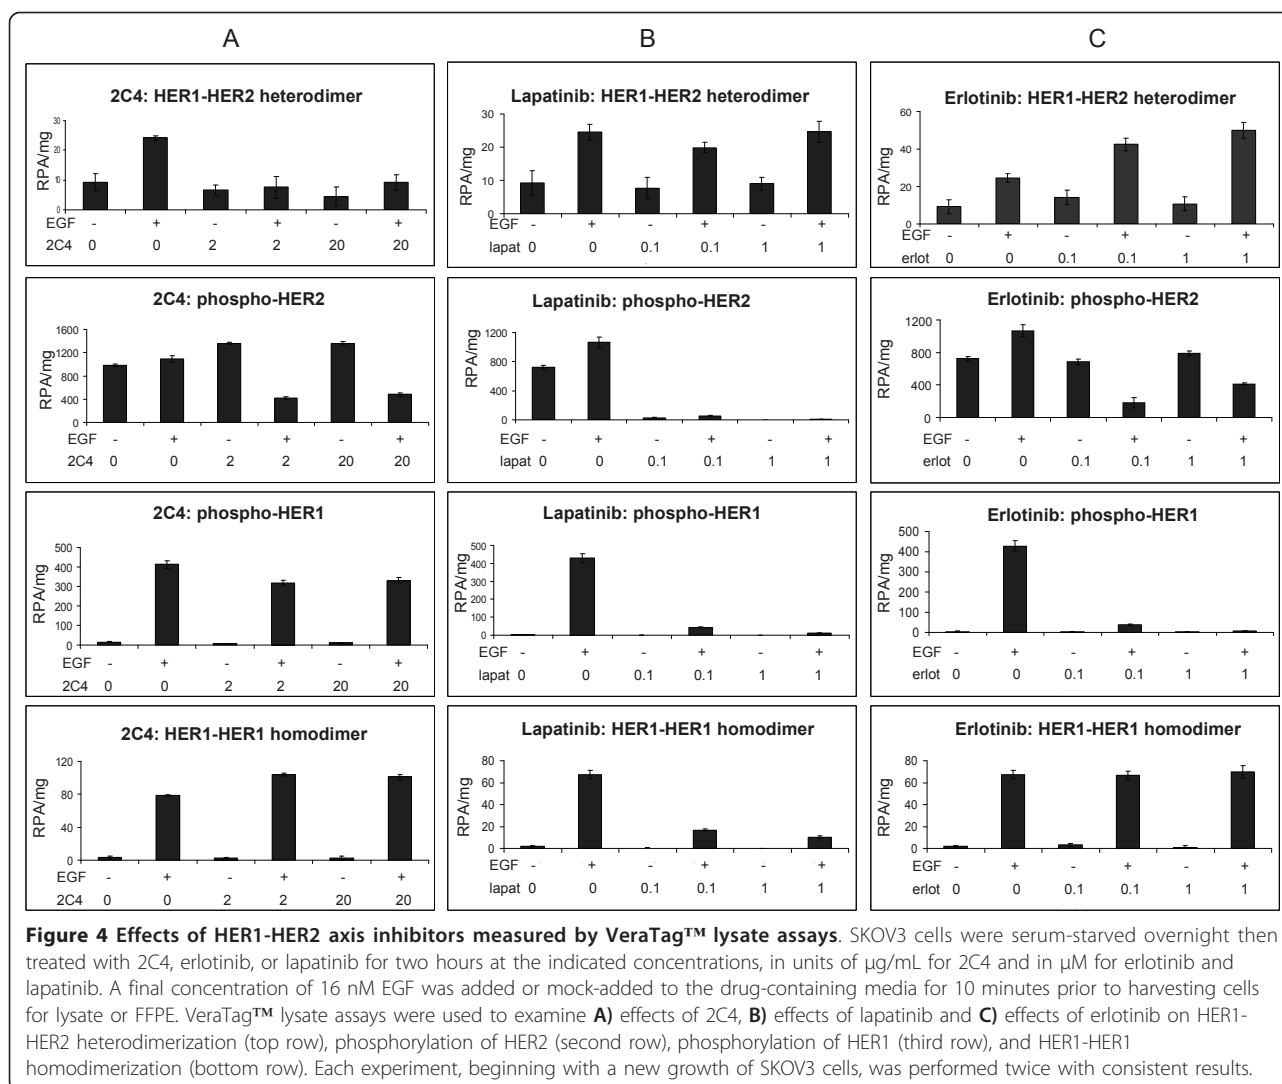 A
B
C
2C4: HER1-HER2 heterodimer
RPA/mg
30
20
10
0
EGF - + - + - +
2C4 0 0 2 2 20 20
Lapatinib: HER1-HER2 heterodimer
RPA/mg
30
20
10
0
EGF - + - + - +
lapat 0 0 0.1 0.1 1 1
Erlotinib: HER1-HER2 heterodimer
RPA/mg
60
40
20
0
EGF - + - + - +
erlot 0 0 0.1 0.1 1 1
2C4: phospho-HER2
RPA/mg
1600
1200
800
400
0
EGF - + - + - +
2C4 0 0 2 2 20 20
Lapatinib: phospho-HER2
RPA/mg
1200
800
400
0
EGF - + - + - +
lapat 0 0 0.1 0.1 1 1
Erlotinib: phospho-HER2
RPA/mg
1200
800
400
0
EGF - + - + - +
erlot 0 0 0.1 0.1 1 1
2C4: phospho-HER1
RPA/mg
500
400
300
200
100
0
EGF - + - + - +
2C4 0 0 2 2 20 20
Lapatinib: phospho-HER1
RPA/mg
500
400
300
200
100
0
EGF - + - + - +
lapat 0 0 0.1 0.1 1 1
Erlotinib: phospho-HER1
RPA/mg
500
400
300
200
100
0
EGF - + - + - +
erlot 0 0 0.1 0.1 1 1
2C4: HER1-HER1 homodimer
RPA/mg
120
80
40
0
EGF - + - + - +
2C4 0 0 2 2 20 20
Lapatinib: HER1-HER1 homodimer
RPA/mg
80
60
40
20
0
EGF - + - + - +
lapat 0 0 0.1 0.1 1 1
Erlotinib: HER1-HER1 homodimer
RPA/mg
80
60
40
20
0
EGF - + - + - +
erlot 0 0 0.1 0.1 1 1
Figure 4 Effects of HER1-HER2 axis inhibitors measured by VeraTag™ lysate assays. SKOV3 cells were serum-starved overnight then
treated with 2C4, erlotinib, or lapatinib for two hours at the indicated concentrations, in units of μg/mL for 2C4 and in μM for erlotinib and
lapatinib. A final concentration of 16 nM EGF was added or mock-added to the drug-containing media for 10 minutes prior to harvesting cells
for lysate or FFPE. VeraTag™ lysate assays were used to examine A) effects of 2C4, B) effects of lapatinib and C) effects of erlotinib on HER1-
HER2 heterodimerization (top row), phosphorylation of HER2 (second row), phosphorylation of HER1 (third row), and HER1-HER1
homodimerization (bottom row). Each experiment, beginning with a new growth of SKOV3 cells, was performed twice with consistent results.